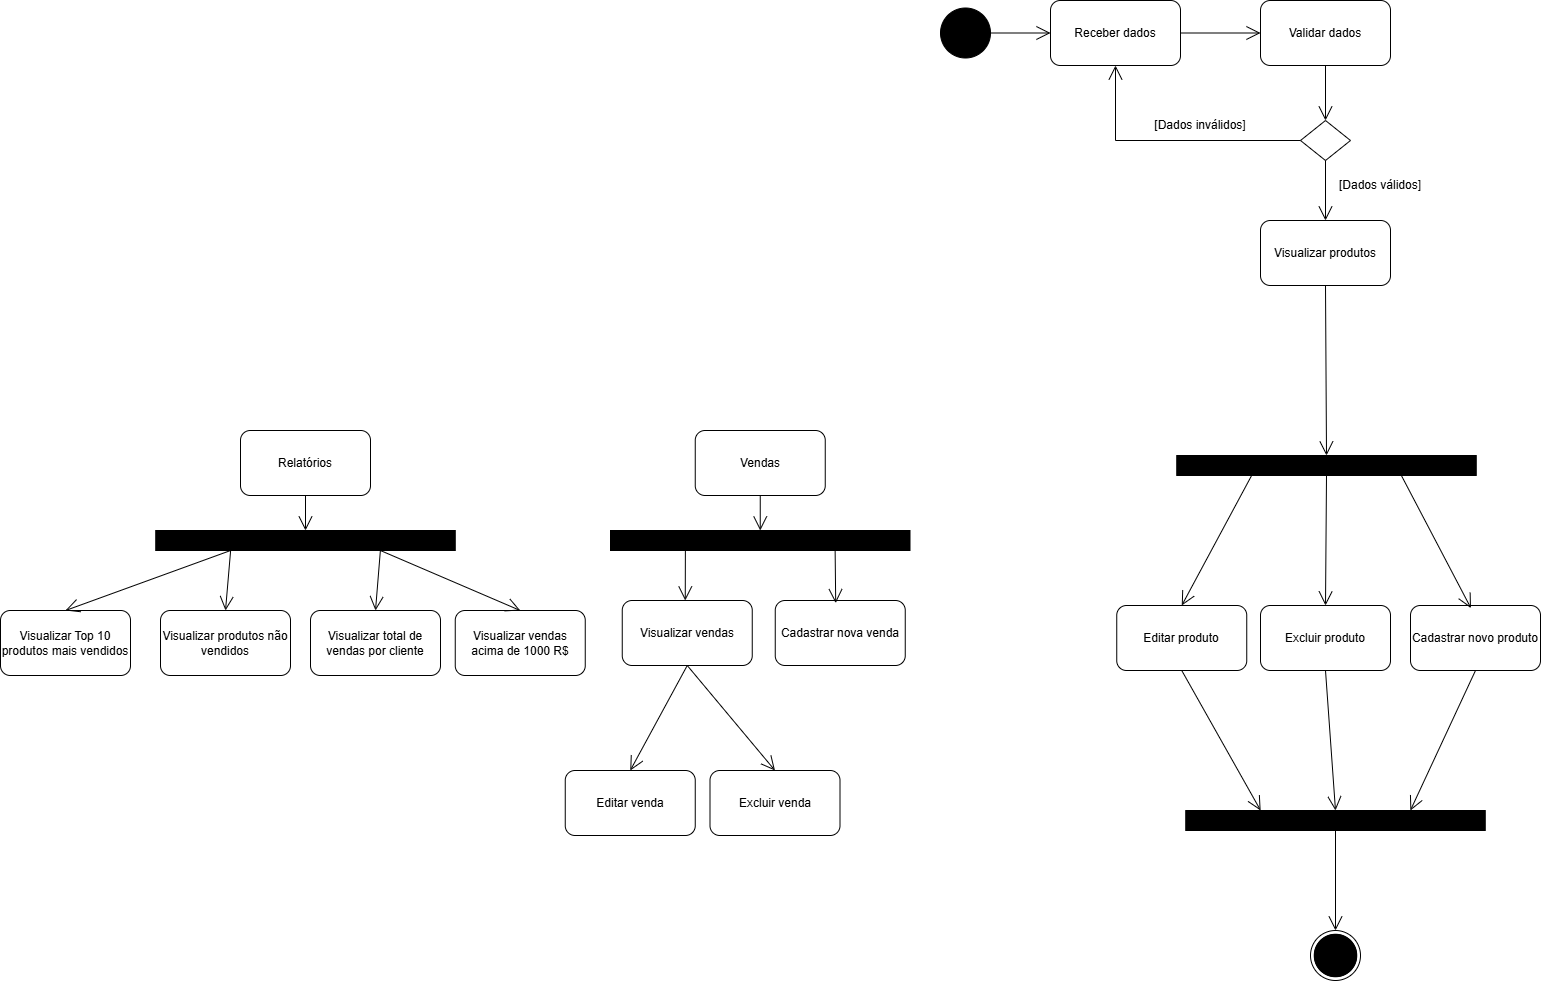 Receber dados
Validar dados
[Dados inválidos]
[Dados válidos]
Visualizar produtos
Relatórios
Vendas
Visualizar Top 10
produtos mais vendidos
Visualizar produtos não
vendidos
Visualizar total de
vendas por cliente
Visualizar vendas
acima de 1000 R$
Visualizar vendas
Cadastrar nova venda
Editar produto
Excluir produto
Cadastrar novo produto
Editar venda
Excluir venda